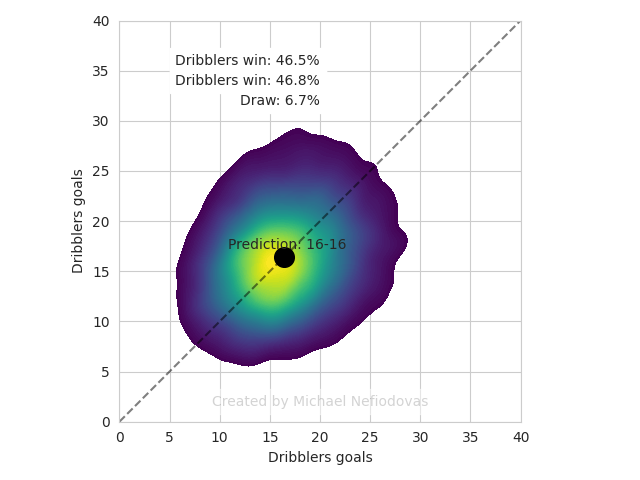 40
35
30
25
20
15
10
5
0
Dribblers goals
Dribblers win: 46.5%
Dribblers win: 46.8%
Draw: 6.7%
Prediction: 16-16
Created by Michael Nefiodovas
0 5 10 15 20 25 30 35 40
Dribblers goals